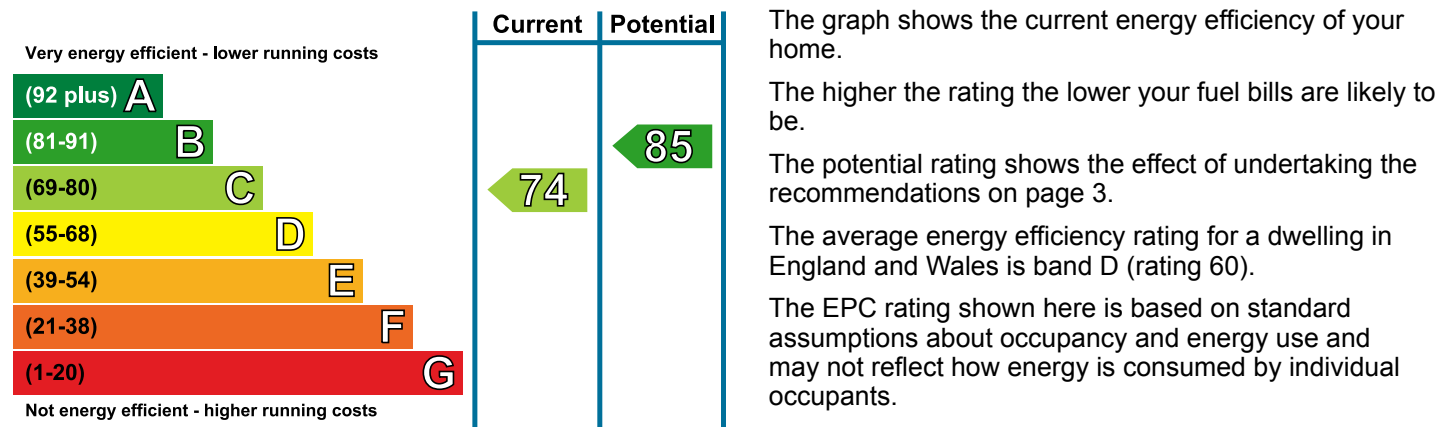 Current Potential
Very energy efficient - lower running costs
(92 plus) A
(81-91) B
(69-80) C
(55-68) D
(39-54) E
(21-38) F
(1-20) G
Not energy efficient - higher running costs
74
85
The graph shows the current energy efficiency of your
home.
The higher the rating the lower your fuel bills are likely to
be.
The potential rating shows the effect of undertaking the
recommendations on page 3.
The average energy efficiency rating for a dwelling in
England and Wales is band D (rating 60).
The EPC rating shown here is based on standard
assumptions about occupancy and energy use and
may not reflect how energy is consumed by individual
occupants.